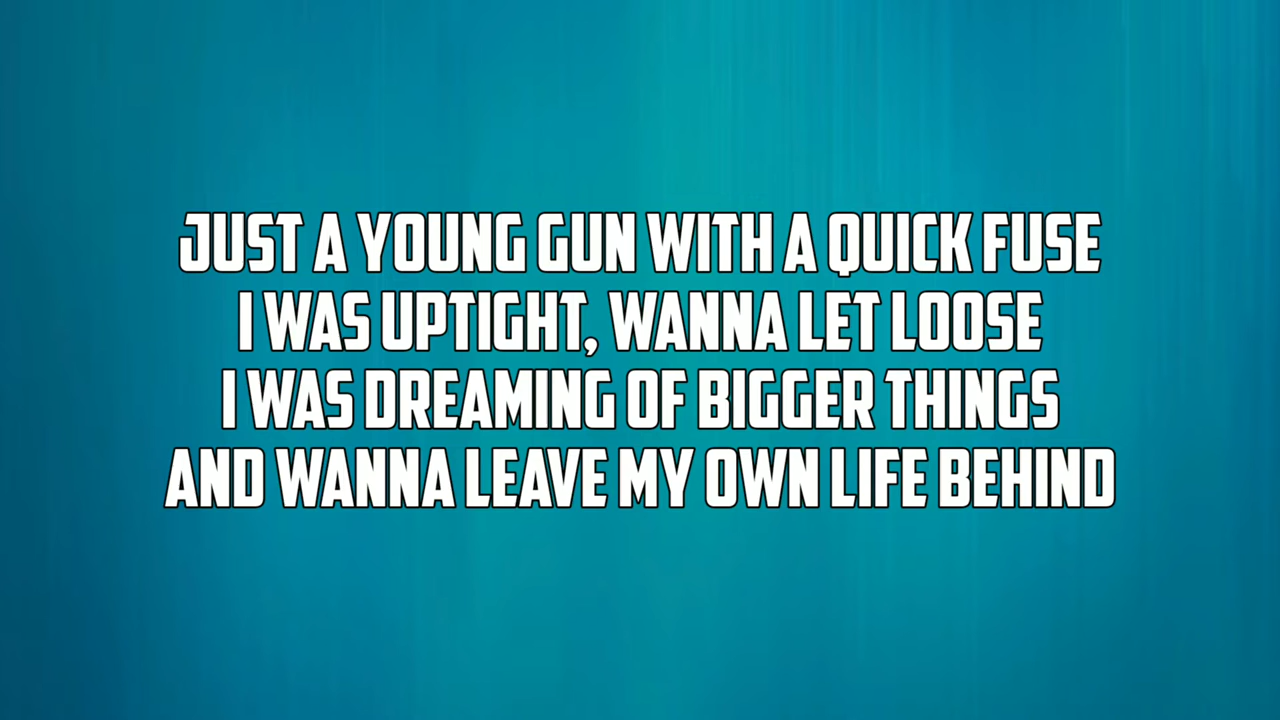 JUST A YOUNG GUN WITH A QUICK FUSE
I WAS UPTIGHT, WANNA LET LOOSE
I WAS DREAMING OF BIGGER THINGS
AND WANNA LEAVE MY OWN LIFE BEHIND